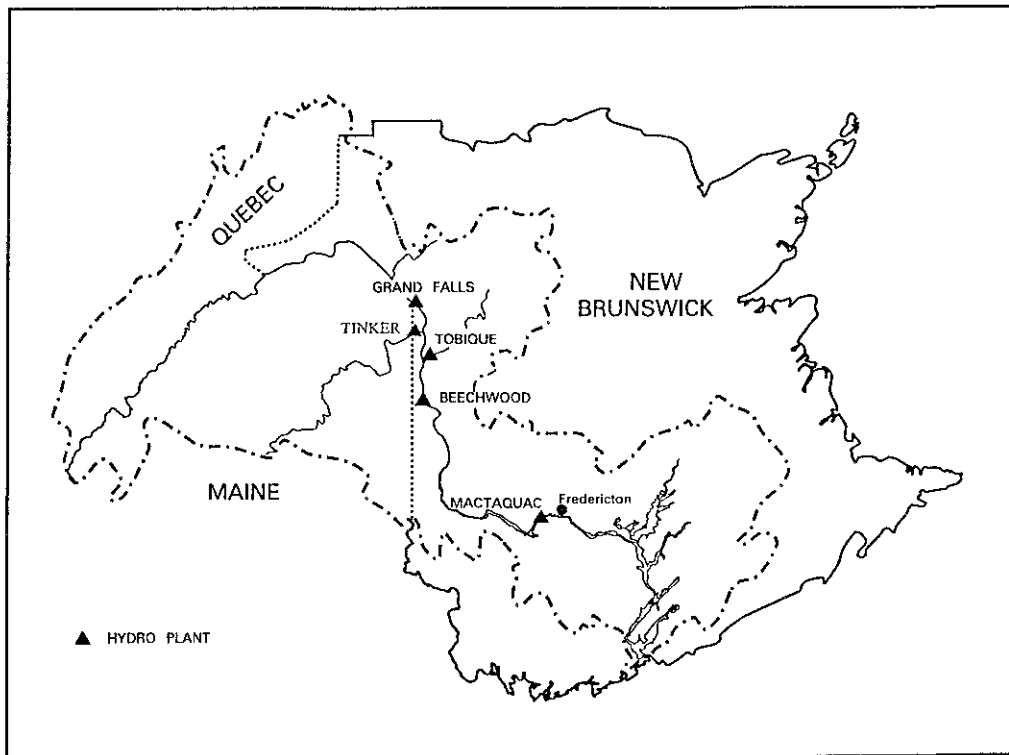 QUEBEC
GRAND FALLS
NEW
BRUNSWICK
TINKER
TOBIQUE
BEECHWOOD
MAINE
MACTAQUAC
Fredericton
HYDRO PLANT